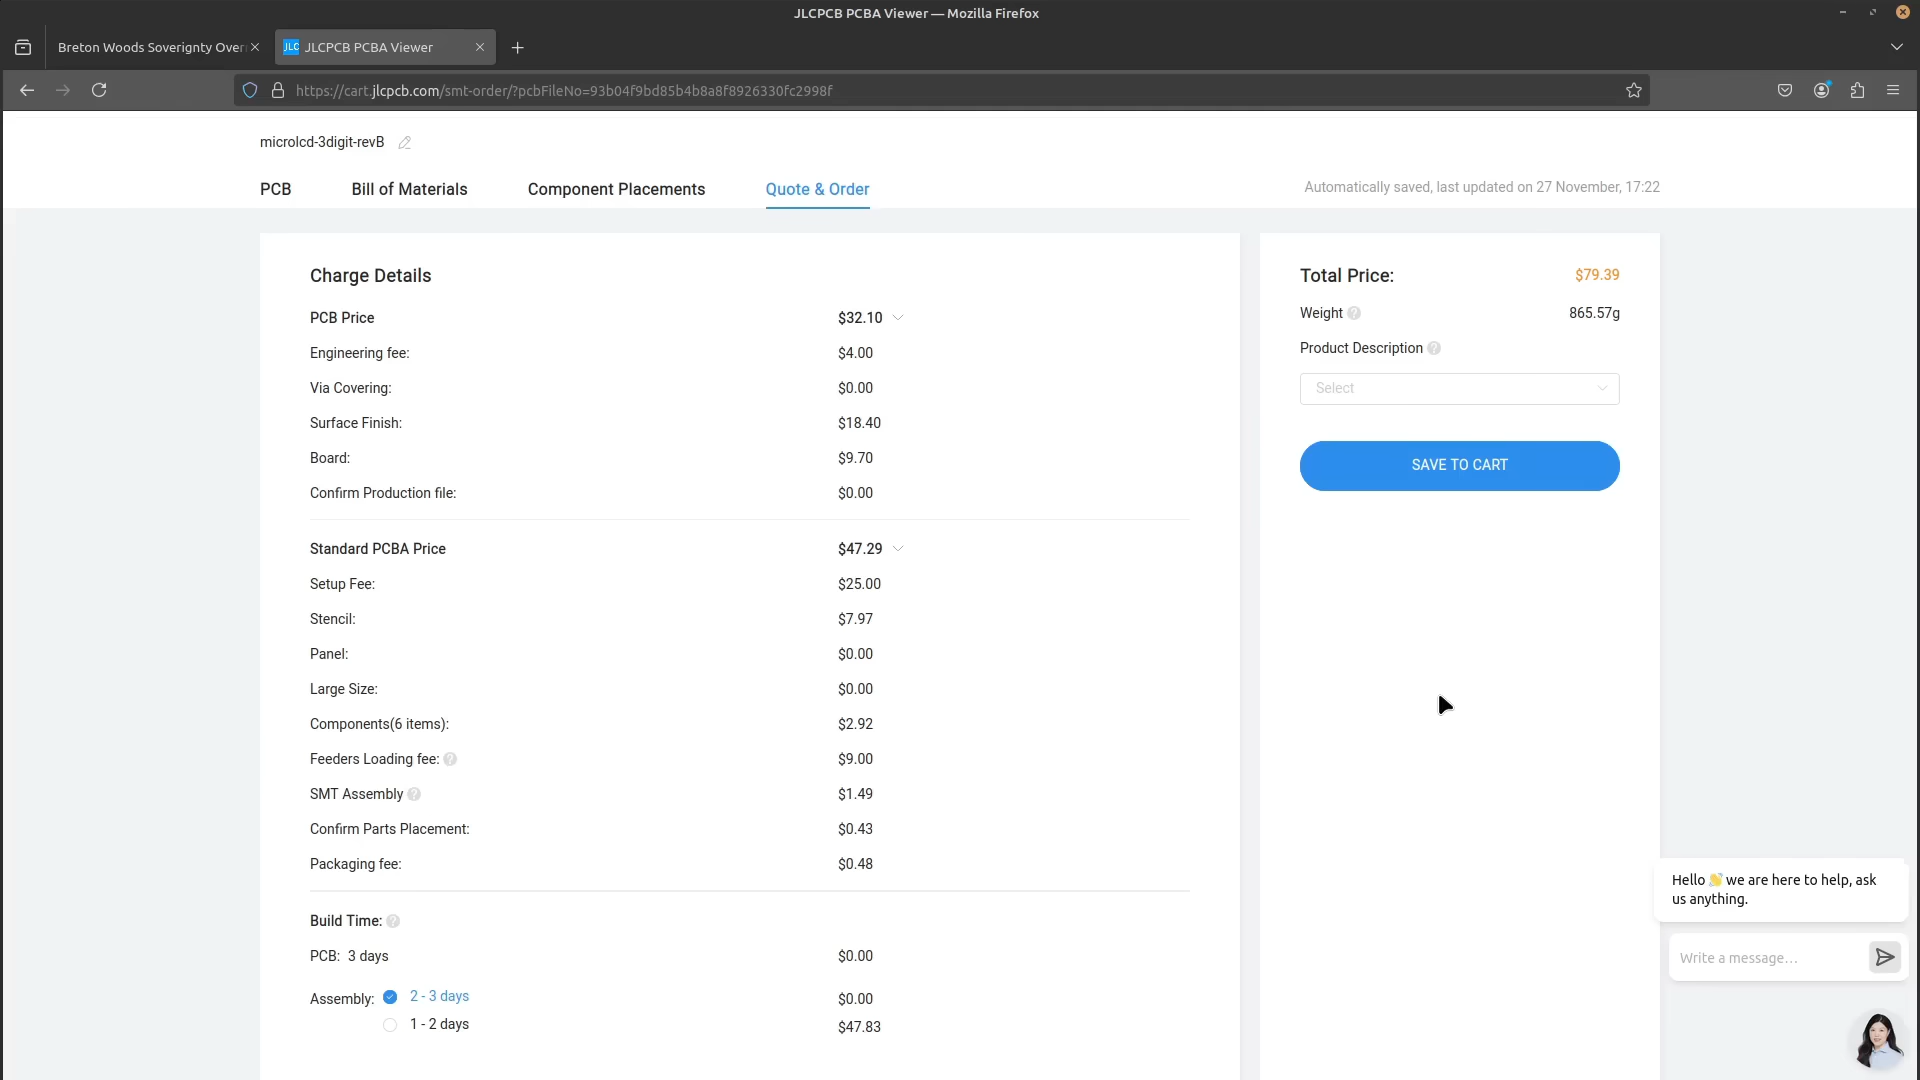 JLCPCB PCBA Viewer — Mozilla Firefox
Breton Woods Soverignty Over
JLC JLCPCB PCBA Viewer
https://cart.jlcpcb.com/smt-order/?pcbFileNo=93b04f9bd85b4b8a8f8926330fc2998f
microlcd-3digit-revB
PCB Bill of Materials Component Placements Quote & Order
Automatically saved, last updated on 27 November, 17:22
Charge Details
PCB Price $32.10
Engineering fee: $4.00
Via Covering: $0.00
Surface Finish: $18.40
Board: $9.70
Confirm Production file: $0.00
Standard PCBA Price $47.29
Setup Fee: $25.00
Stencil: $7.97
Panel: $0.00
Large Size: $0.00
Components(6 items): $2.92
Feeders Loading fee: ? $9.00
SMT Assembly ? $1.49
Confirm Parts Placement: $0.43
Packaging fee: $0.48
Build Time: ?
PCB: 3 days $0.00
Assembly: 2 - 3 days $0.00
1 - 2 days $47.83
Total Price: $79.39
Weight ? 865.57g
Product Description ?
Select
SAVE TO CART
Hello 👋 we are here to help, ask
us anything.
Write a message...